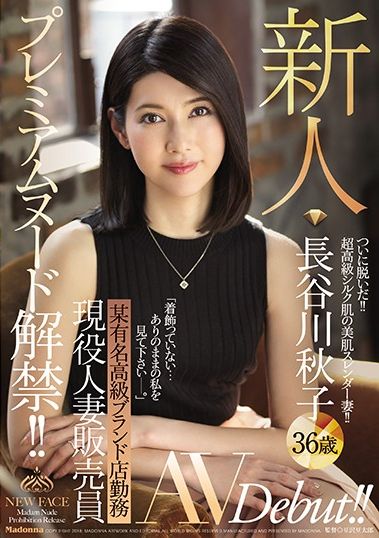 新人
長谷川秋子
36歳
ついに脱いだ!!
超高級シルク肌の美肌スレンダー妻!!
プレミアムヌード解禁!!
「着飾っていない…
ありのままの私を
見て下さい―。」
某有名高級ブランド店勤務
現役人妻販売員
AV Debut!!
NEW FACE
Madam Nude
Prohibition Release
Madonna